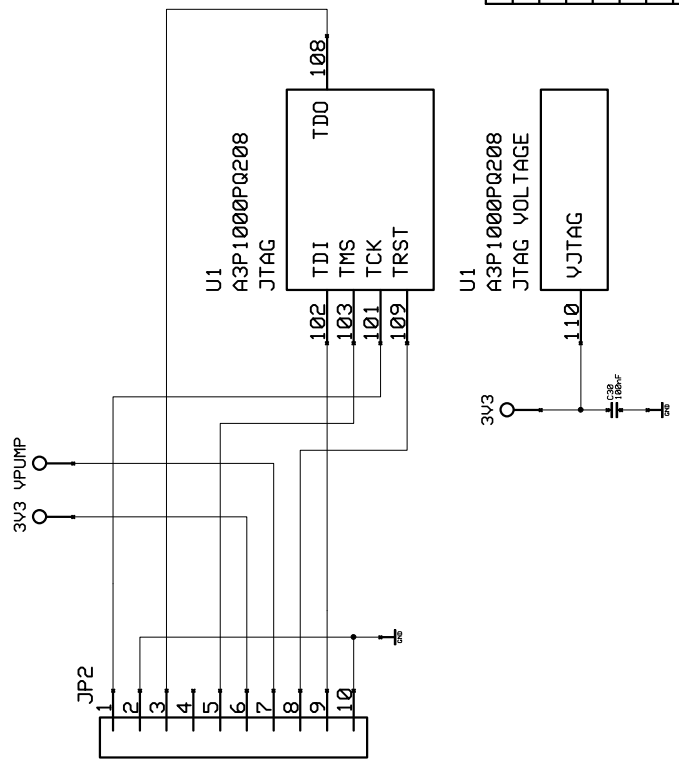 108
TDO
U1
A3P1000PQ208
JTAG
TDI
TMS
TCK
TRST
102
103
101
109
U1
A3P1000PQ208
JTAG VOLTAGE
VJTAG
110
3V3
C30
100nF
GND
3V3
VPUMP
GND
JP2
1
2
3
4
5
6
7
8
9
10